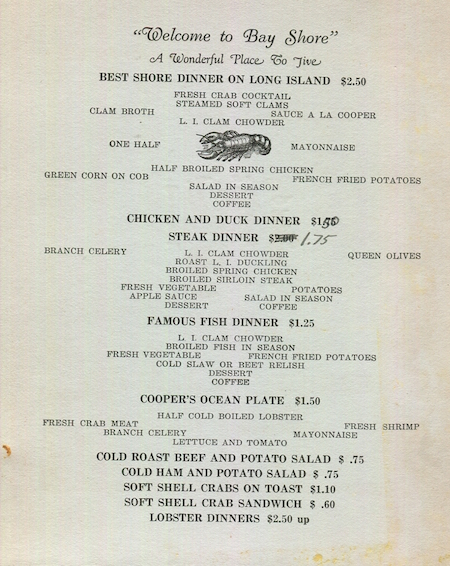 "Welcome to Bay Shore"
A Wonderful Place To Jive
BEST SHORE DINNER ON LONG ISLAND $2.50
FRESH CRAB COCKTAIL
STEAMED SOFT CLAMS
CLAM BROTH SAUCE A LA COOPER
L. I. CLAM CHOWDER
ONE HALF MAYONNAISE
HALF BROILED SPRING CHICKEN
GREEN CORN ON COB FRENCH FRIED POTATOES
SALAD IN SEASON
DESSERT
COFFEE
CHICKEN AND DUCK DINNER $1.50
STEAK DINNER $2.00 1.75
BRANCH CELERY L. I. CLAM CHOWDER QUEEN OLIVES
ROAST L. I. DUCKLING
BROILED SPRING CHICKEN
BROILED SIRLOIN STEAK
FRESH VEGETABLE POTATOES
APPLE SAUCE SALAD IN SEASON
DESSERT COFFEE
FAMOUS FISH DINNER $1.25
L. I. CLAM CHOWDER
BROILED FISH IN SEASON
FRESH VEGETABLE FRENCH FRIED POTATOES
COLD SLAW OR BEET RELISH
DESSERT
COFFEE
COOPER'S OCEAN PLATE $1.50
HALF COLD BOILED LOBSTER
FRESH CRAB MEAT FRESH SHRIMP
BRANCH CELERY MAYONNAISE
LETTUCE AND TOMATO
COLD ROAST BEEF AND POTATO SALAD $ .75
COLD HAM AND POTATO SALAD $ .75
SOFT SHELL CRABS ON TOAST $1.10
SOFT SHELL CRAB SANDWICH $ .60
LOBSTER DINNERS $2.50 up